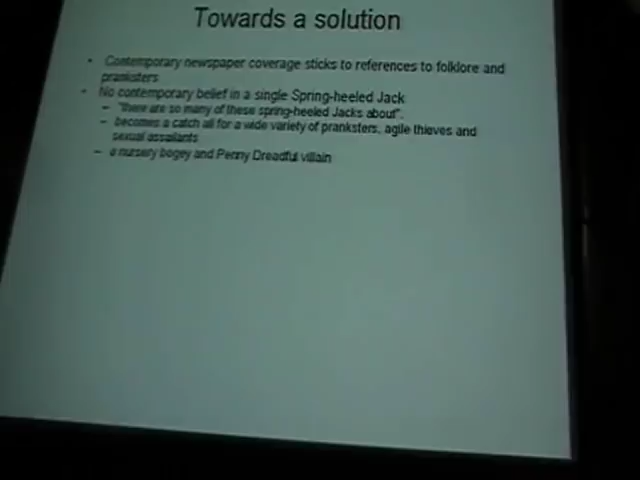 Towards a solution
• Contemporary newspaper coverage sticks to references to folklore and
pranksters
• No contemporary belief in a single Spring-heeled Jack
– "there are so many of these spring-heeled Jacks about".
– becomes a catch all for a wide variety of pranksters, agile thieves and
sexual assailants
– a nursery bogey and Penny Dreadful villain